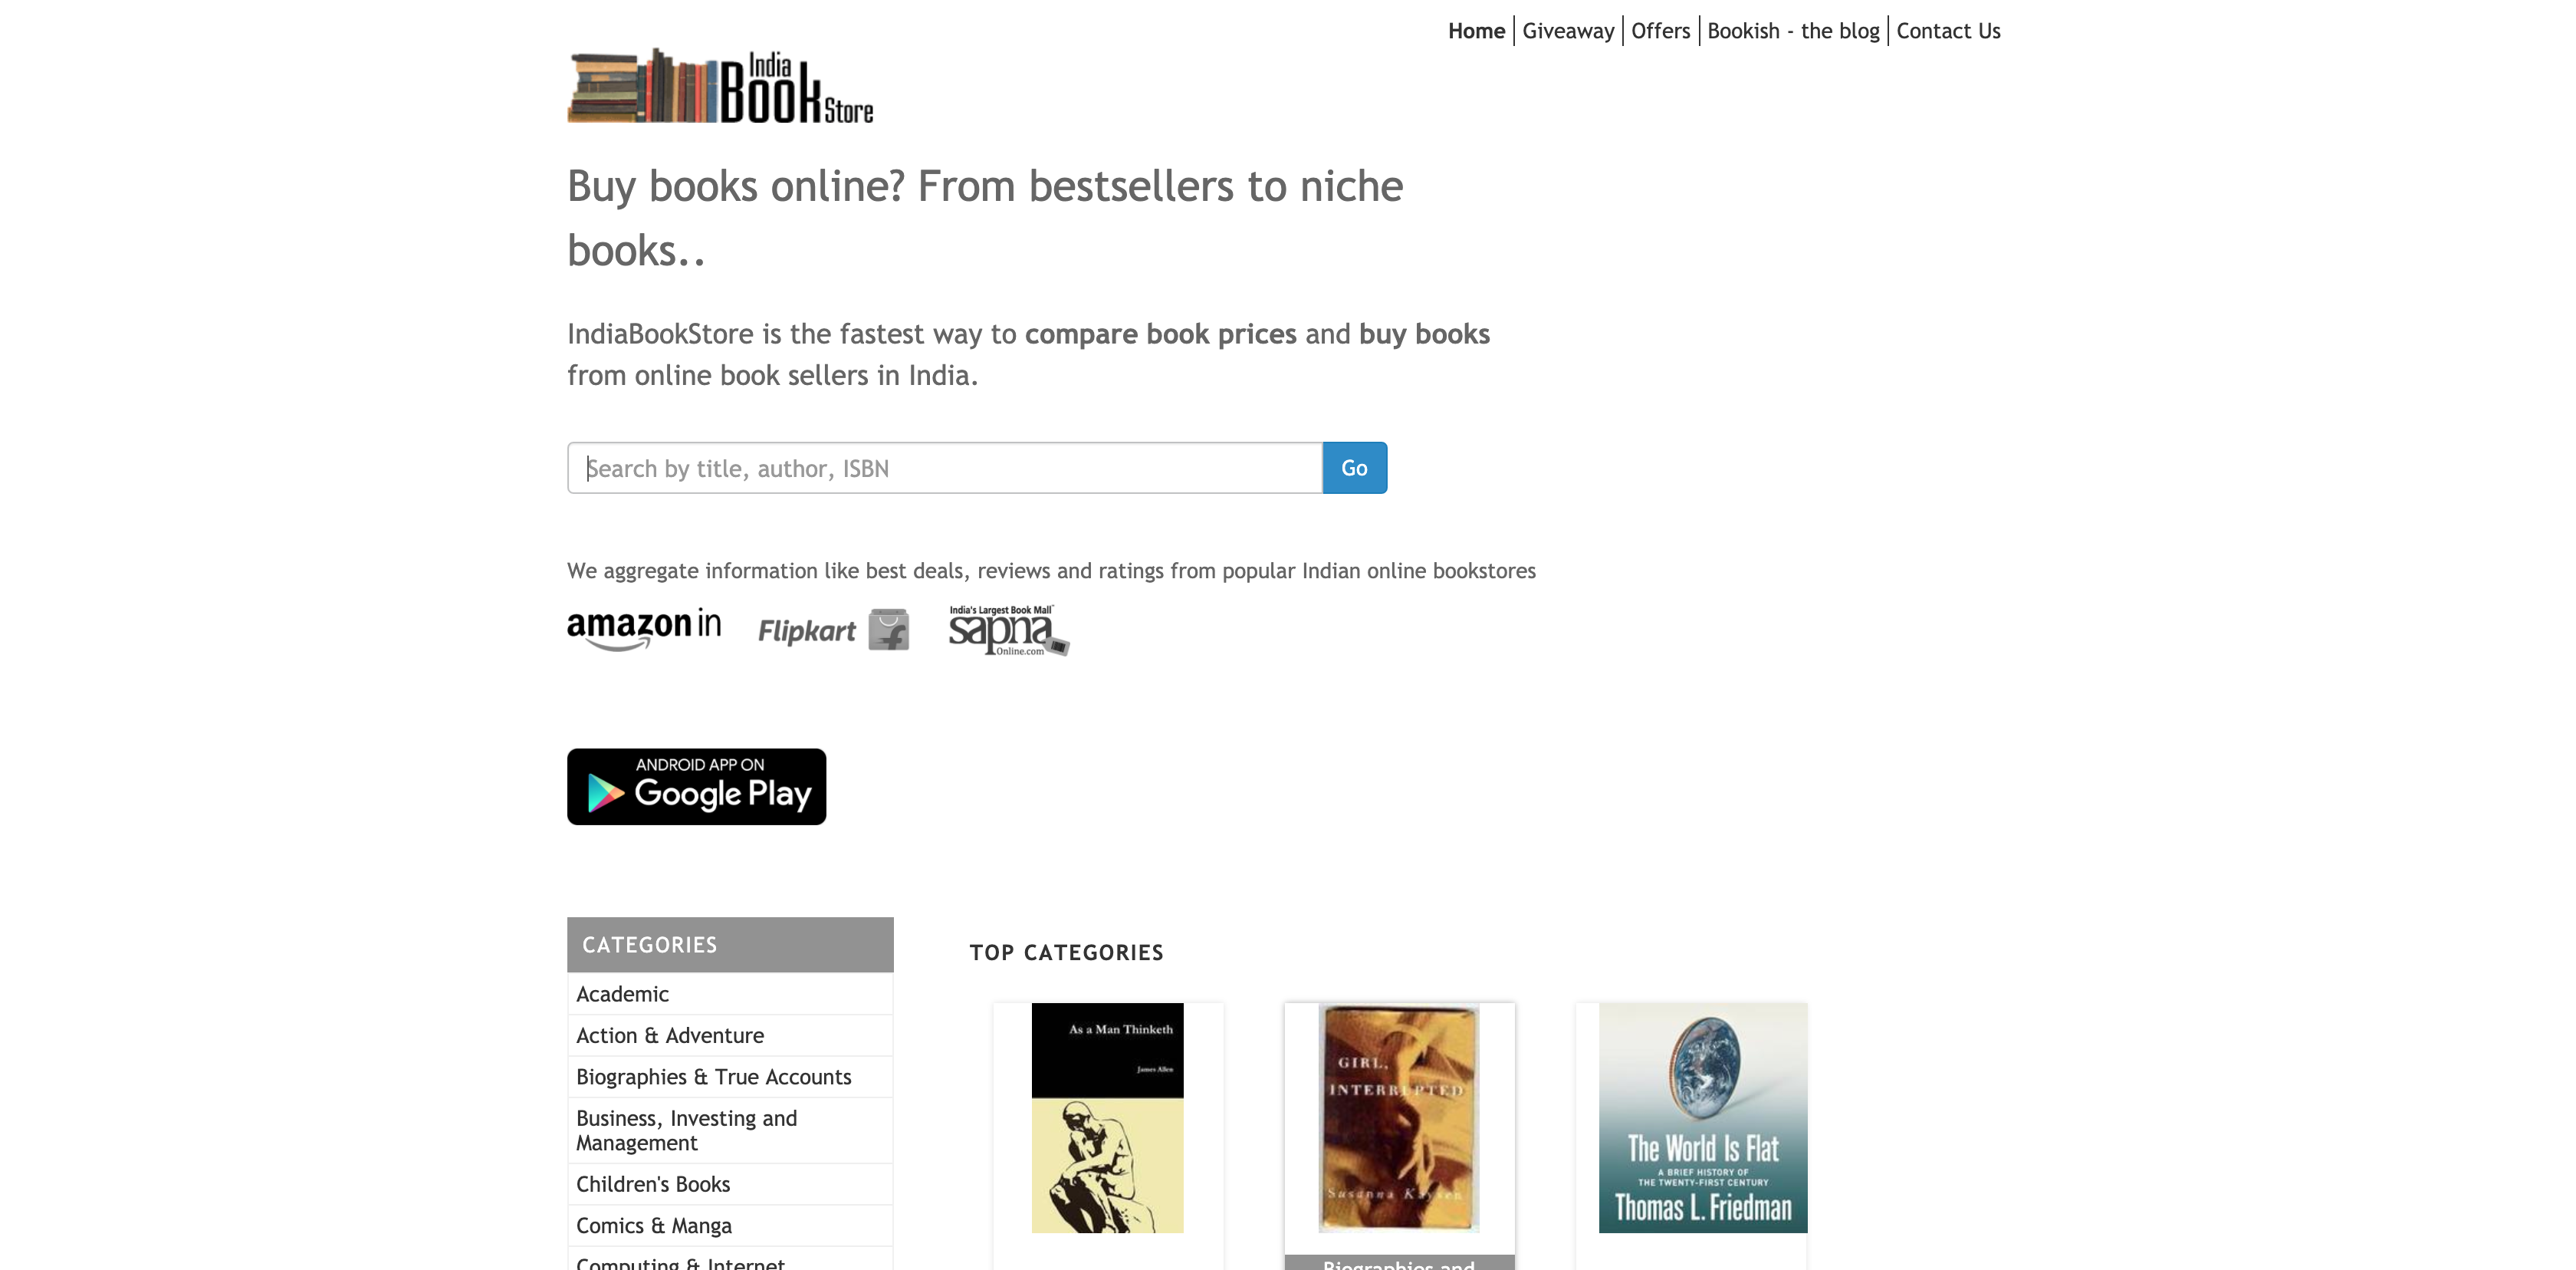 Home
Giveaway
Offers
Bookish - the blog
Contact Us
India
Book Store
Buy books online? From bestsellers to niche
books..
IndiaBookStore is the fastest way to compare book prices and buy books
from online book sellers in India.
Search by title, author, ISBN
Go
We aggregate information like best deals, reviews and ratings from popular Indian online bookstores
amazon in
Flipkart
India's Largest Book Mall
sapna
Online.com
ANDROID APP ON
Google Play
CATEGORIES
Academic
Action & Adventure
Biographies & True Accounts
Business, Investing and
Management
Children's Books
Comics & Manga
Computing & Internet
TOP CATEGORIES
As a Man Thinketh
James Allen
GIRL,
INTERRUPTED
Susanna Kaysen
Biographies and
The World Is Flat
A BRIEF HISTORY OF
THE TWENTY-FIRST CENTURY
Thomas L. Friedman